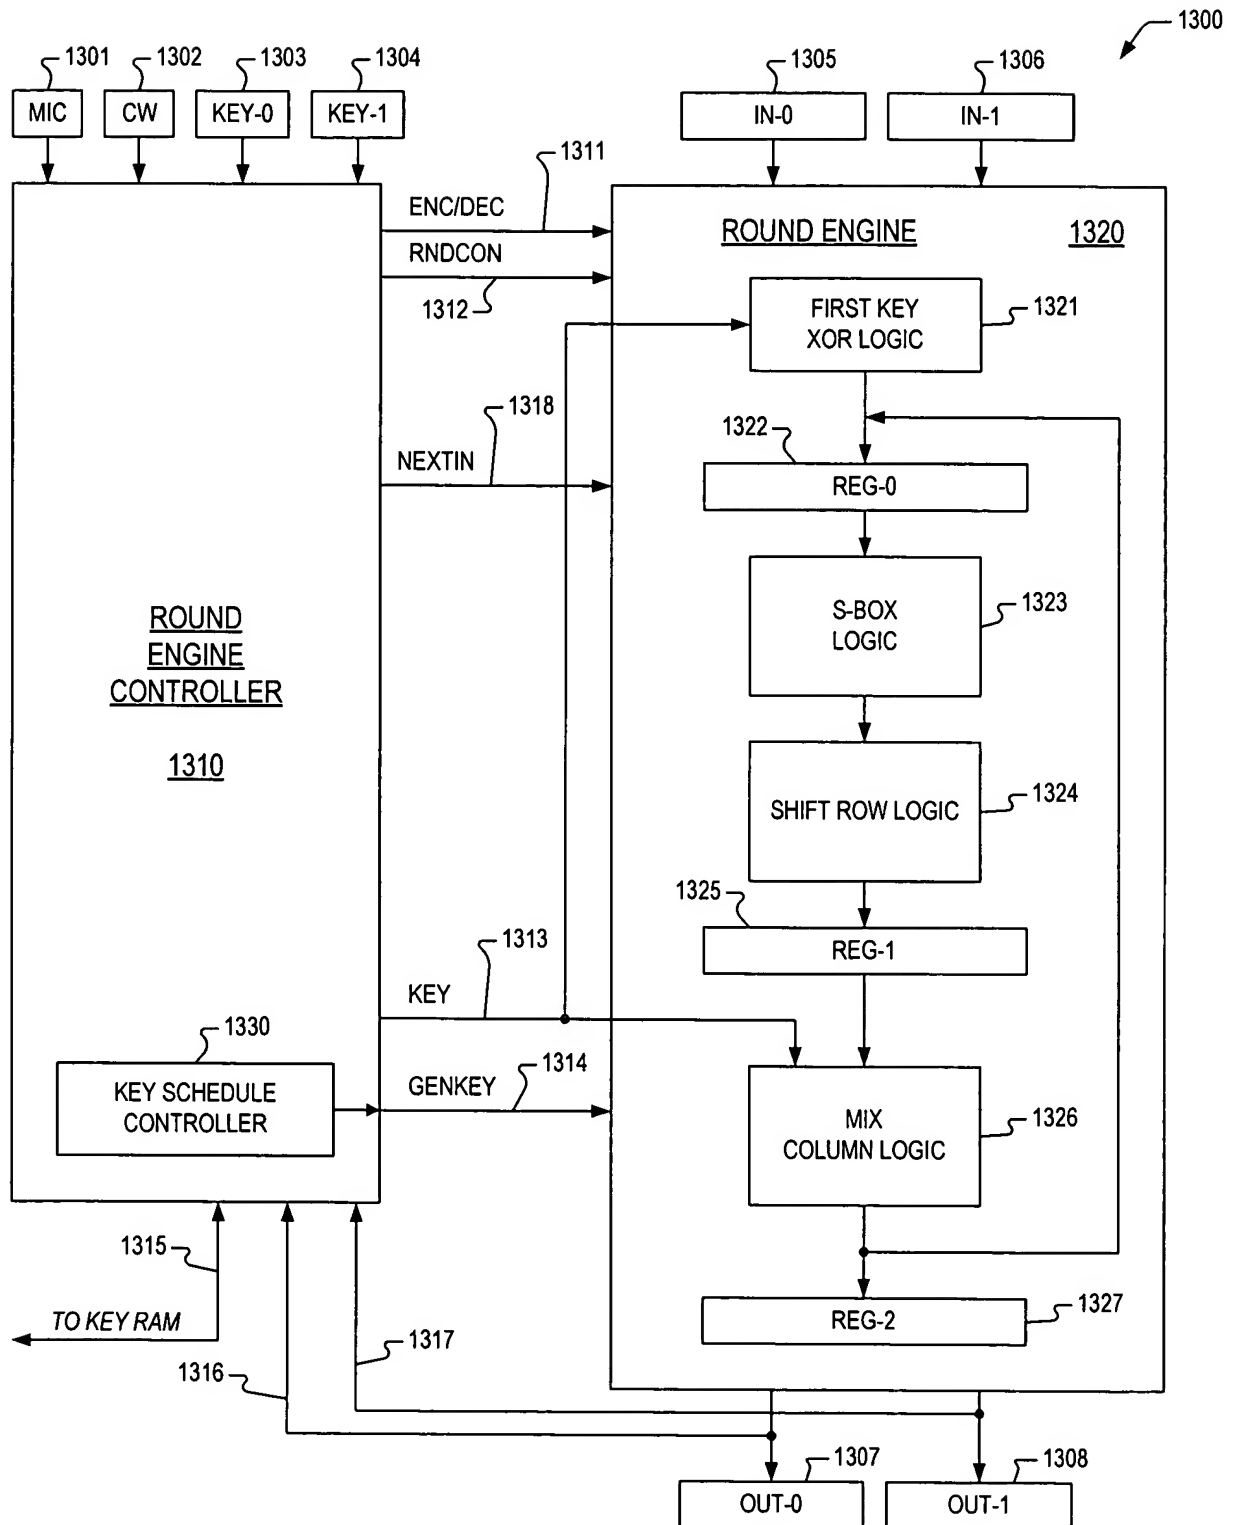 1300
1301 1302 1303 1304 1305 1306
MIC CW KEY-0 KEY-1 IN-0 IN-1
1311
ENC/DEC
ROUND ENGINE 1320
RNDCON
1312
FIRST KEY
XOR LOGIC
1321
1318
1322
NEXTIN
REG-0
S-BOX
LOGIC
1323
ROUND
ENGINE
CONTROLLER
1310
SHIFT ROW LOGIC
1324
1325
1313
REG-1
KEY
1330
1314
KEY SCHEDULE
CONTROLLER
GENKEY
MIX
COLUMN LOGIC
1326
1315
TO KEY RAM
1327
REG-2
1317
1316
1307 1308
OUT-0 OUT-1